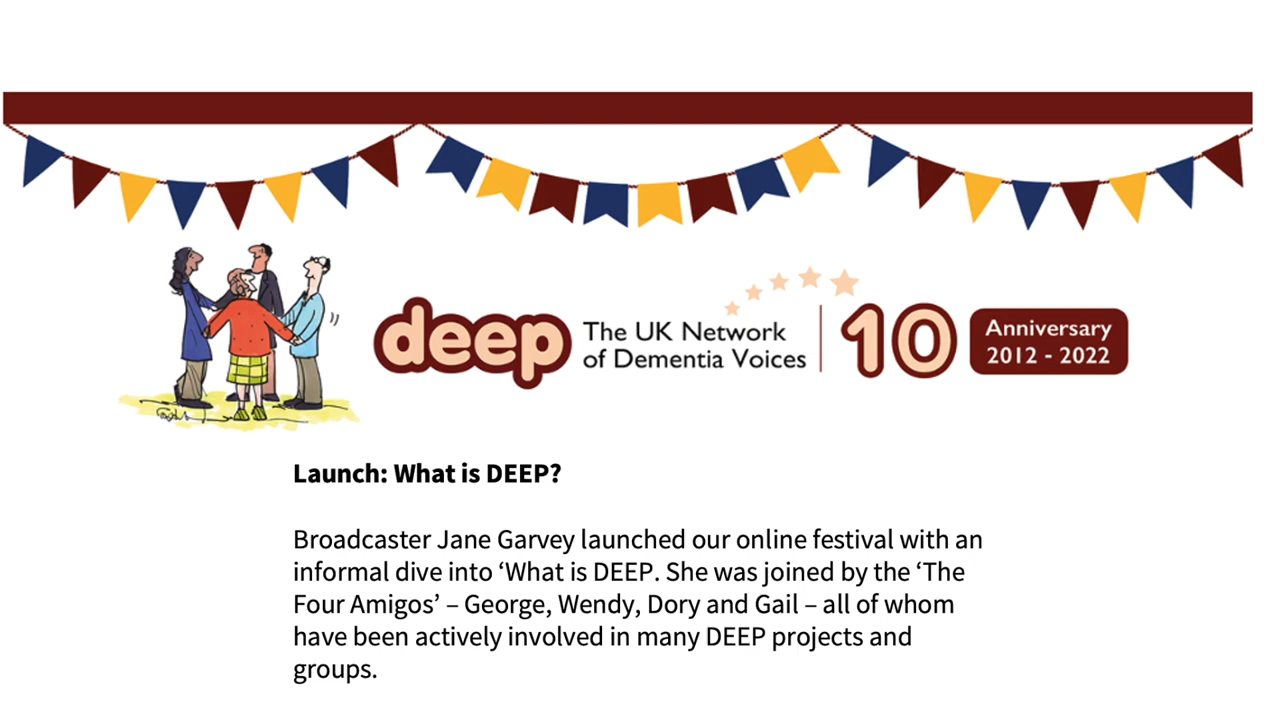 deep
The UK Network
of Dementia Voices
10
Anniversary
2012 - 2022
Launch: What is DEEP?
Broadcaster Jane Garvey launched our online festival with an
informal dive into ‘What is DEEP. She was joined by the ‘The
Four Amigos’ – George, Wendy, Dory and Gail – all of whom
have been actively involved in many DEEP projects and
groups.